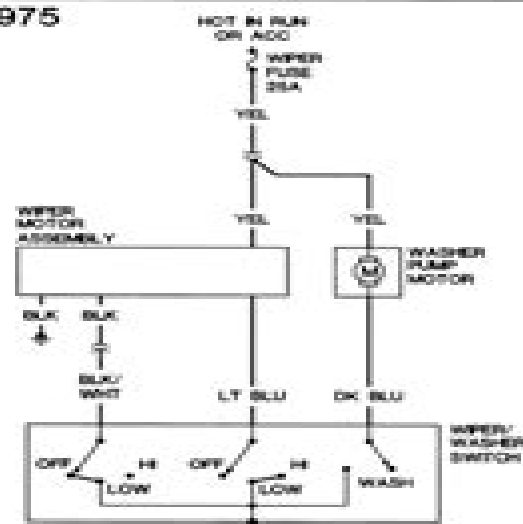 975
HOT IN RUN
OR ACC
WIPER
FUSE
25A
YEL
YEL
YEL
WIPER
MOTOR
ASSEMBLY
WASHER
PUMP
MOTOR
M
BLK
BLK
BLK/
WHT
LT BLU
DK BLU
WIPER/
WASHER
SWITCH
OFF
HI
LOW
OFF
HI
LOW
WASH